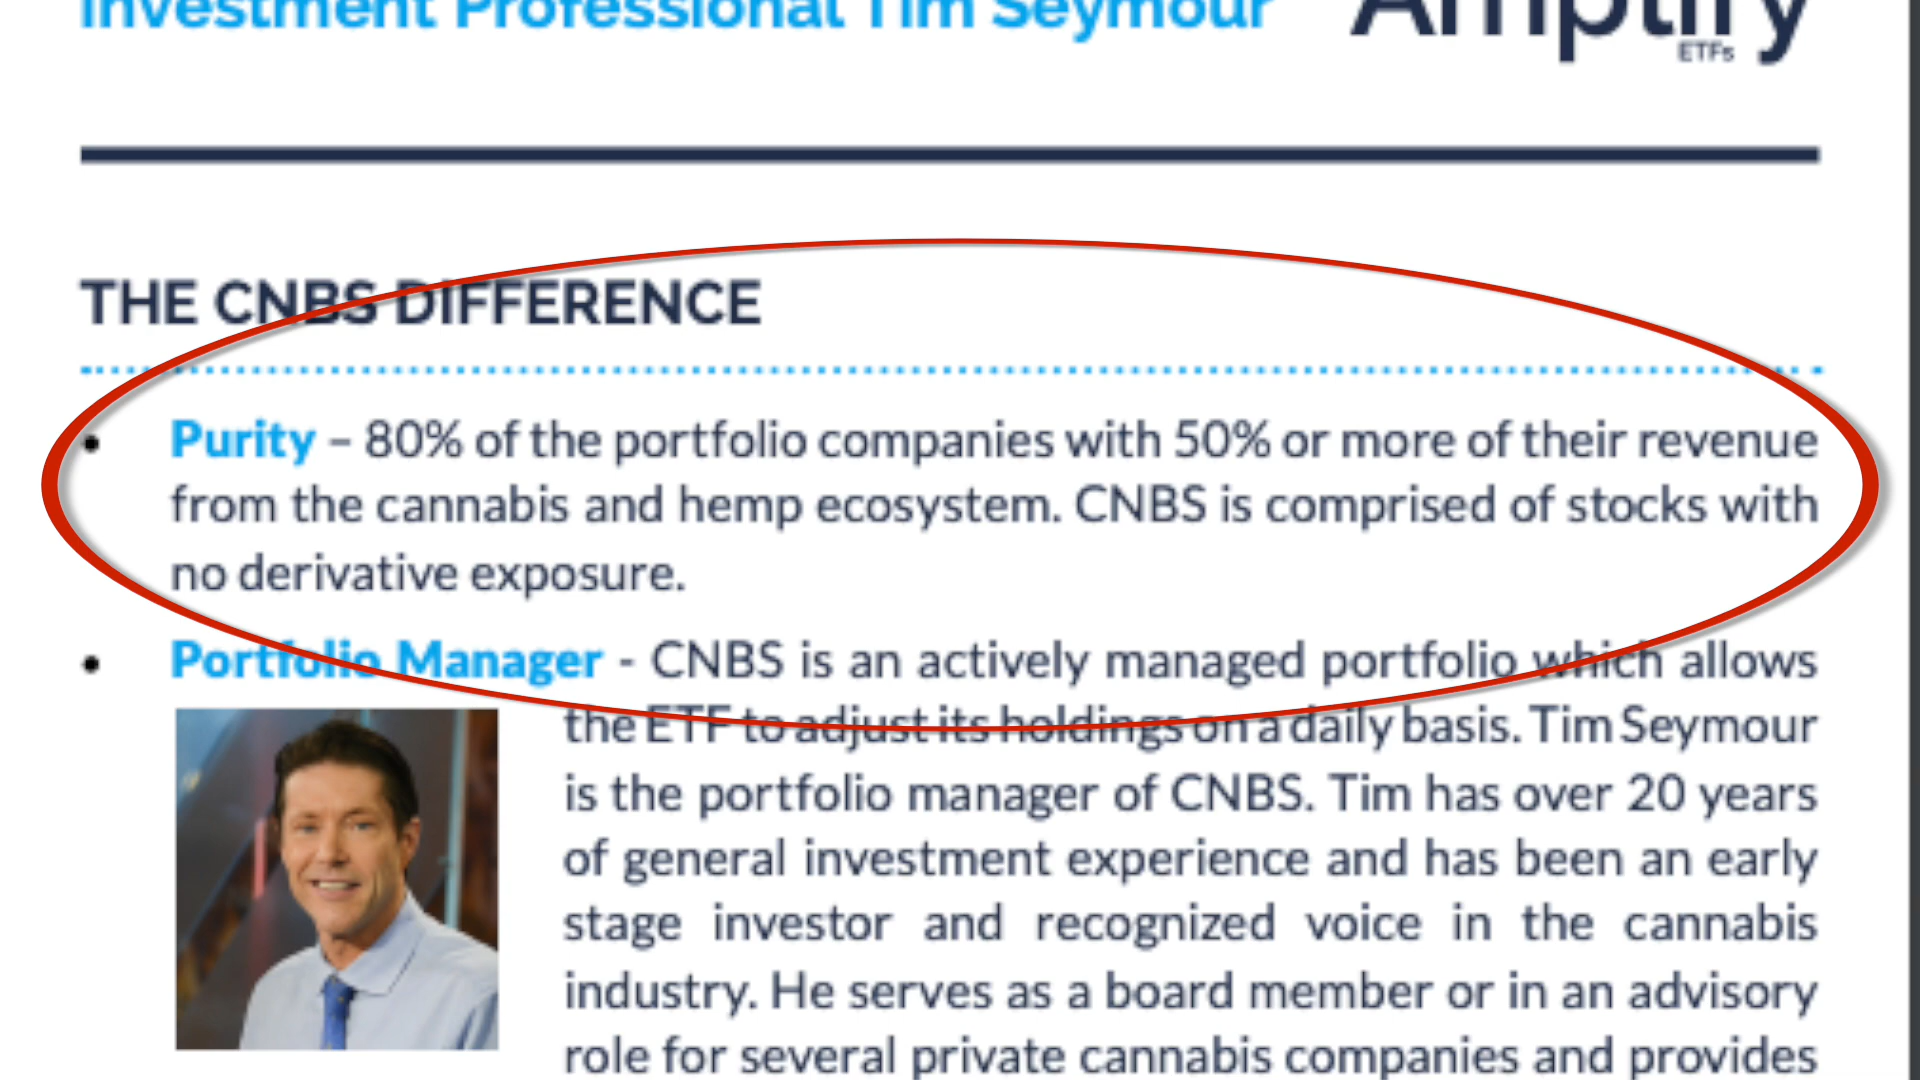 Investment Professional Tim Seymour
Amplify
ETFs
THE CNBS DIFFERENCE
• Purity – 80% of the portfolio companies with 50% or more of their revenue
from the cannabis and hemp ecosystem. CNBS is comprised of stocks with
no derivative exposure.
• Portfolio Manager - CNBS is an actively managed portfolio which allows
the ETF to adjust its holdings on a daily basis. Tim Seymour
is the portfolio manager of CNBS. Tim has over 20 years
of general investment experience and has been an early
stage investor and recognized voice in the cannabis
industry. He serves as a board member or in an advisory
role for several private cannabis companies and provides